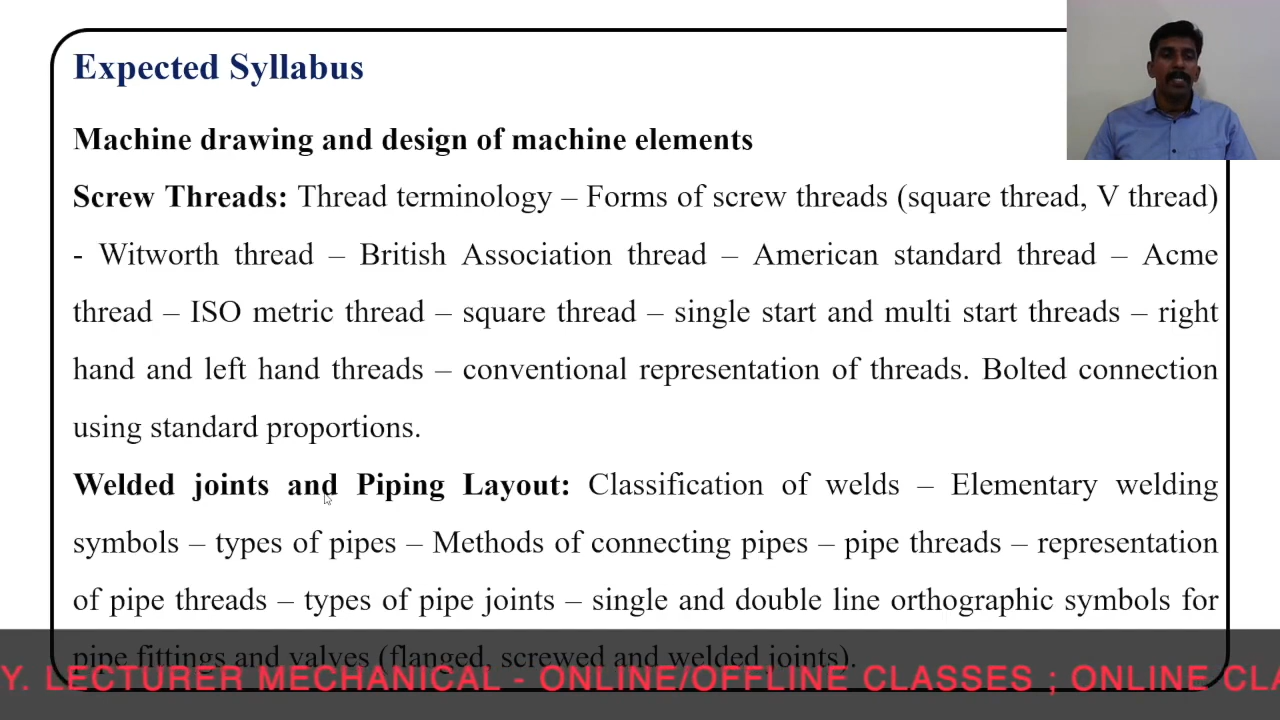 Expected Syllabus
Machine drawing and design of machine elements
Screw Threads: Thread terminology – Forms of screw threads (square thread, V thread)
- Witworth thread – British Association thread – American standard thread – Acme
thread – ISO metric thread – square thread – single start and multi start threads – right
hand and left hand threads – conventional representation of threads. Bolted connection
using standard proportions.
Welded joints and Piping Layout: Classification of welds – Elementary welding
symbols – types of pipes – Methods of connecting pipes – pipe threads – representation
of pipe threads – types of pipe joints – single and double line orthographic symbols for
pipe fittings and valves (flanged, screwed and welded joints).
Y. LECTURER MECHANICAL - ONLINE/OFFLINE CLASSES ; ONLINE CLA